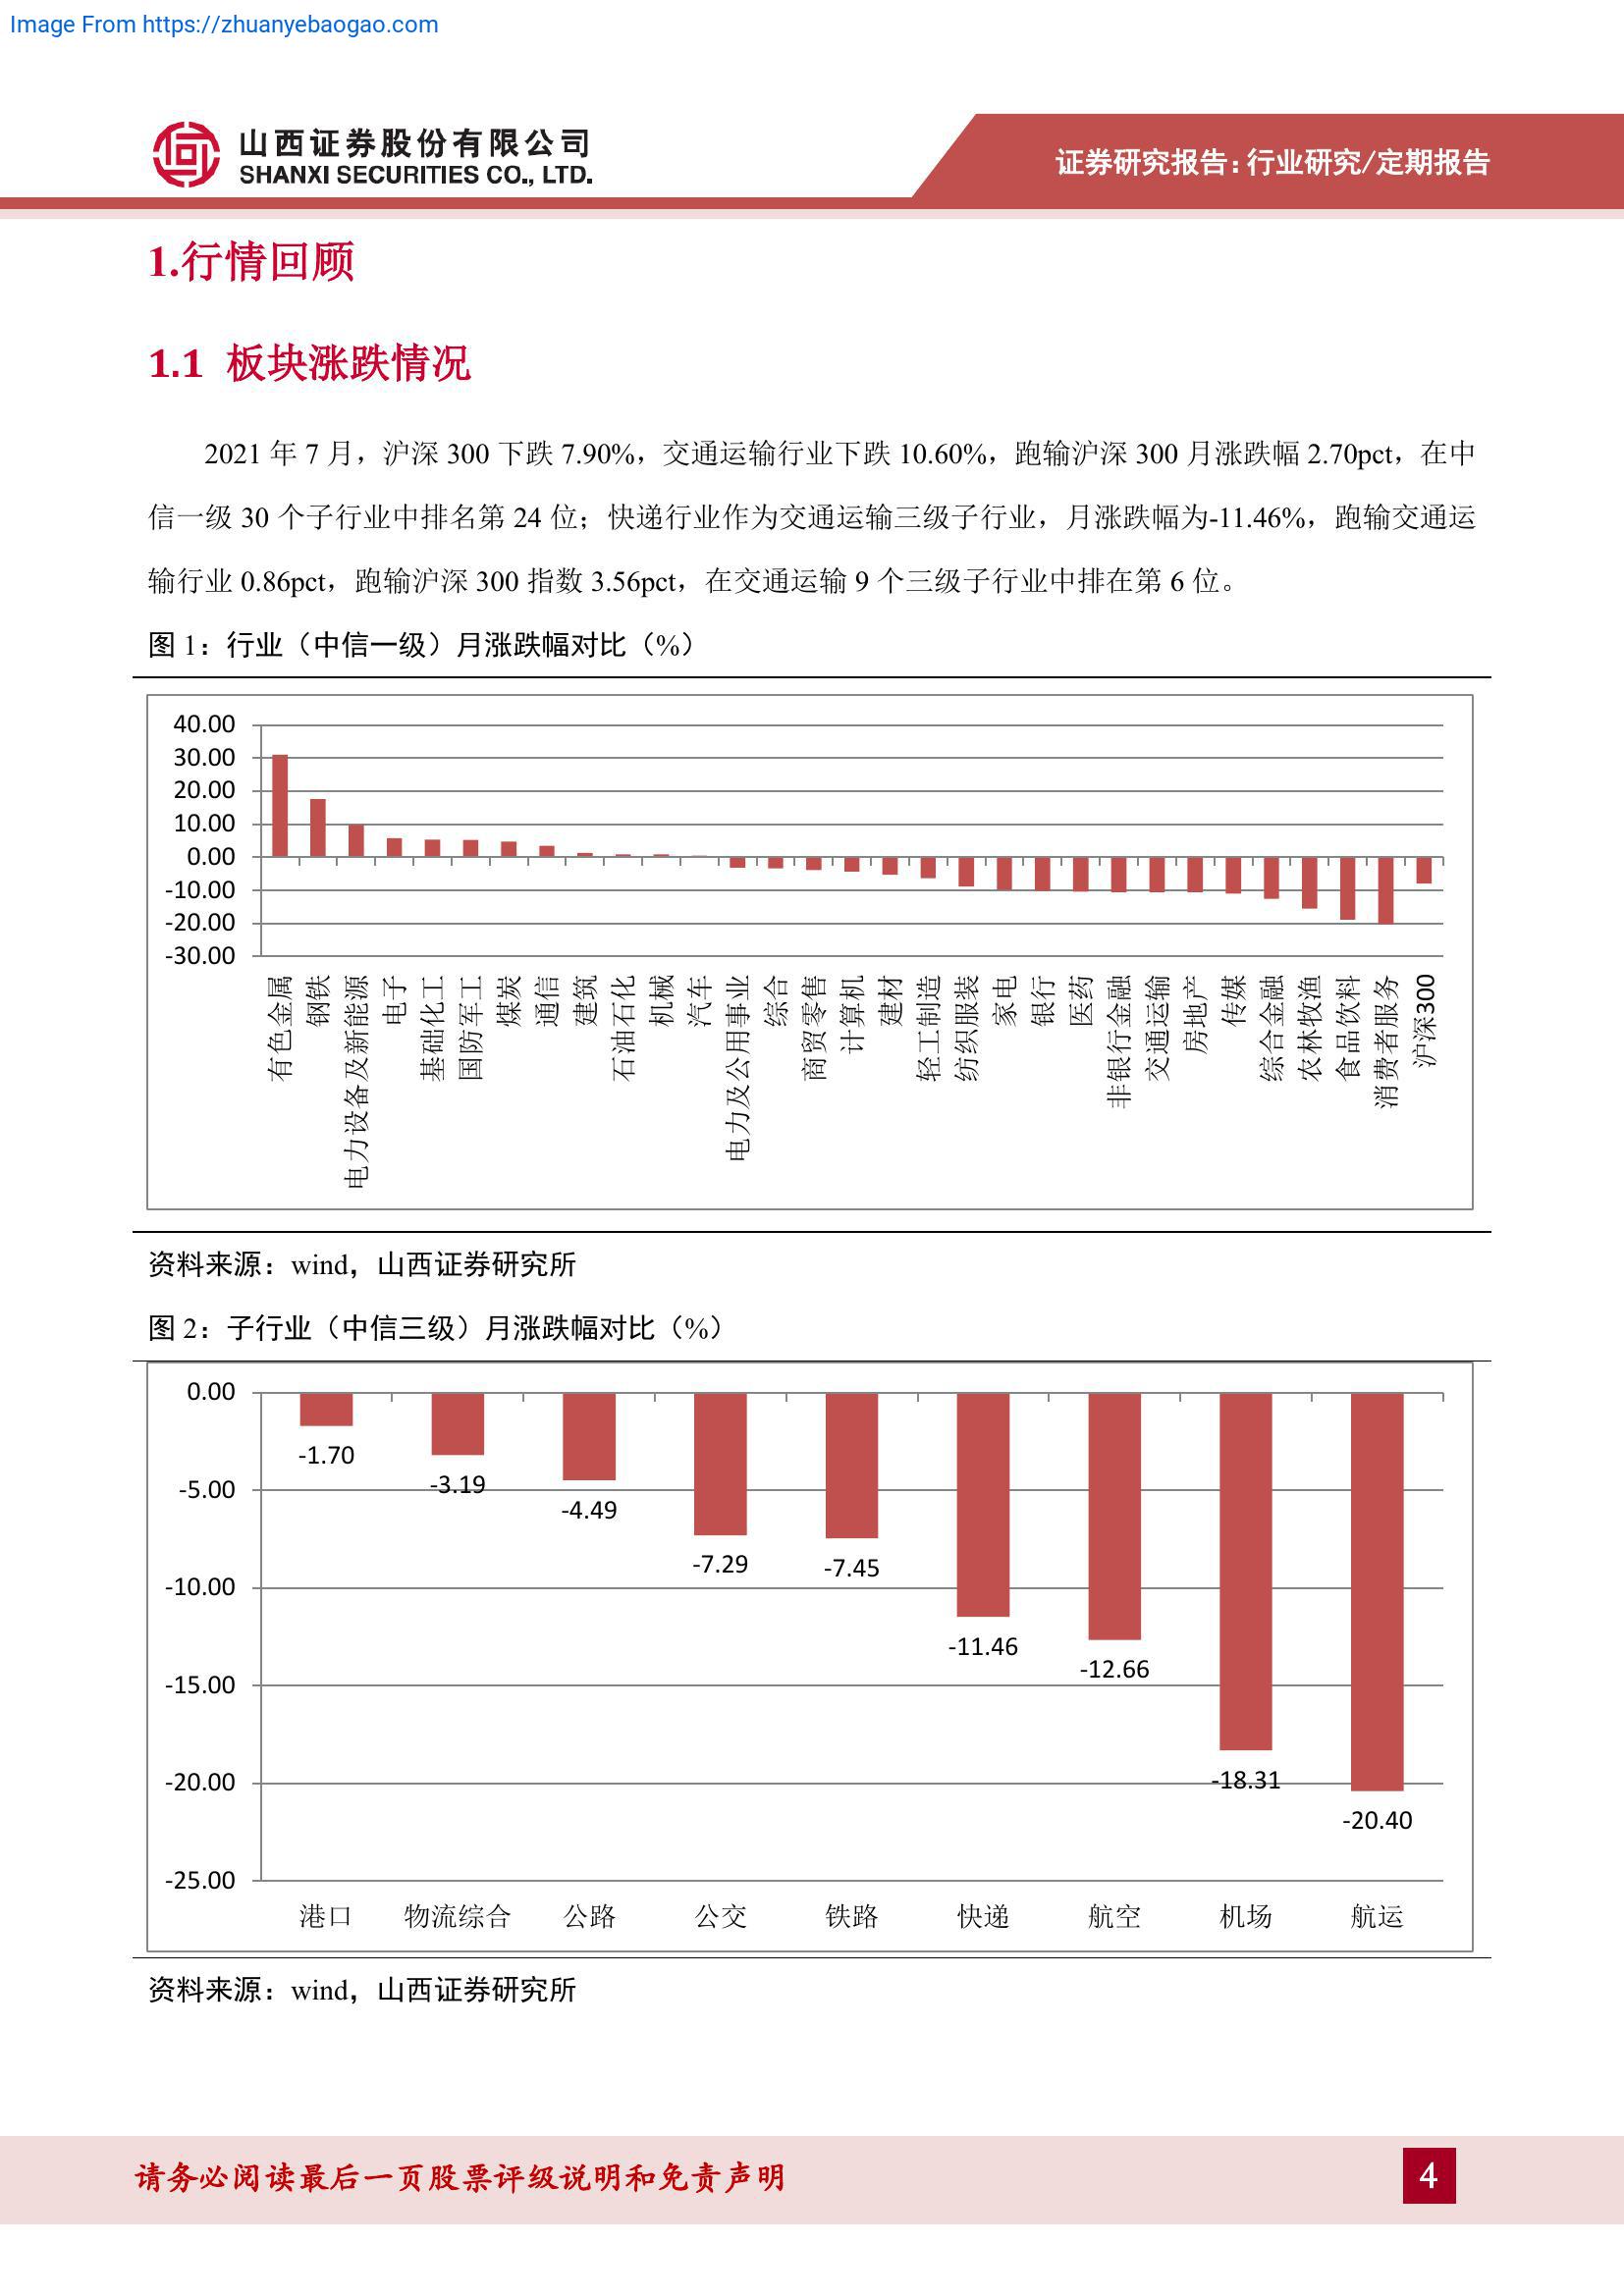 Image From https://zhuanyebaogao.com
山西证券股份有限公司
SHANXI SECURITIES CO., LTD.
证券研究报告：行业研究/定期报告
1.行情回顾
1.1 板块涨跌情况
2021 年 7 月，沪深 300 下跌 7.90%，交通运输行业下跌 10.60%，跑输沪深 300 月涨跌幅 2.70pct，在中
信一级 30 个子行业中排名第 24 位；快递行业作为交通运输三级子行业，月涨跌幅为-11.46%，跑输交通运
输行业 0.86pct，跑输沪深 300 指数 3.56pct，在交通运输 9 个三级子行业中排在第 6 位。
图 1：行业（中信一级）月涨跌幅对比（%）
40.00
30.00
20.00
10.00
0.00
-10.00
-20.00
-30.00
有色金属
钢铁
电力设备及新能源
电子
基础化工
国防军工
煤炭
通信
建筑
石油石化
机械
汽车
电力及公用事业
综合
商贸零售
计算机
建材
轻工制造
纺织服装
家电
银行
医药
非银行金融
交通运输
房地产
传媒
综合金融
农林牧渔
食品饮料
消费者服务
沪深300
资料来源：wind，山西证券研究所
图 2：子行业（中信三级）月涨跌幅对比（%）
0.00
-5.00
-10.00
-15.00
-20.00
-25.00
-1.70
-3.19
-4.49
-7.29
-7.45
-11.46
-12.66
-18.31
-20.40
港口
物流综合
公路
公交
铁路
快递
航空
机场
航运
资料来源：wind，山西证券研究所
请务必阅读最后一页股票评级说明和免责声明
4